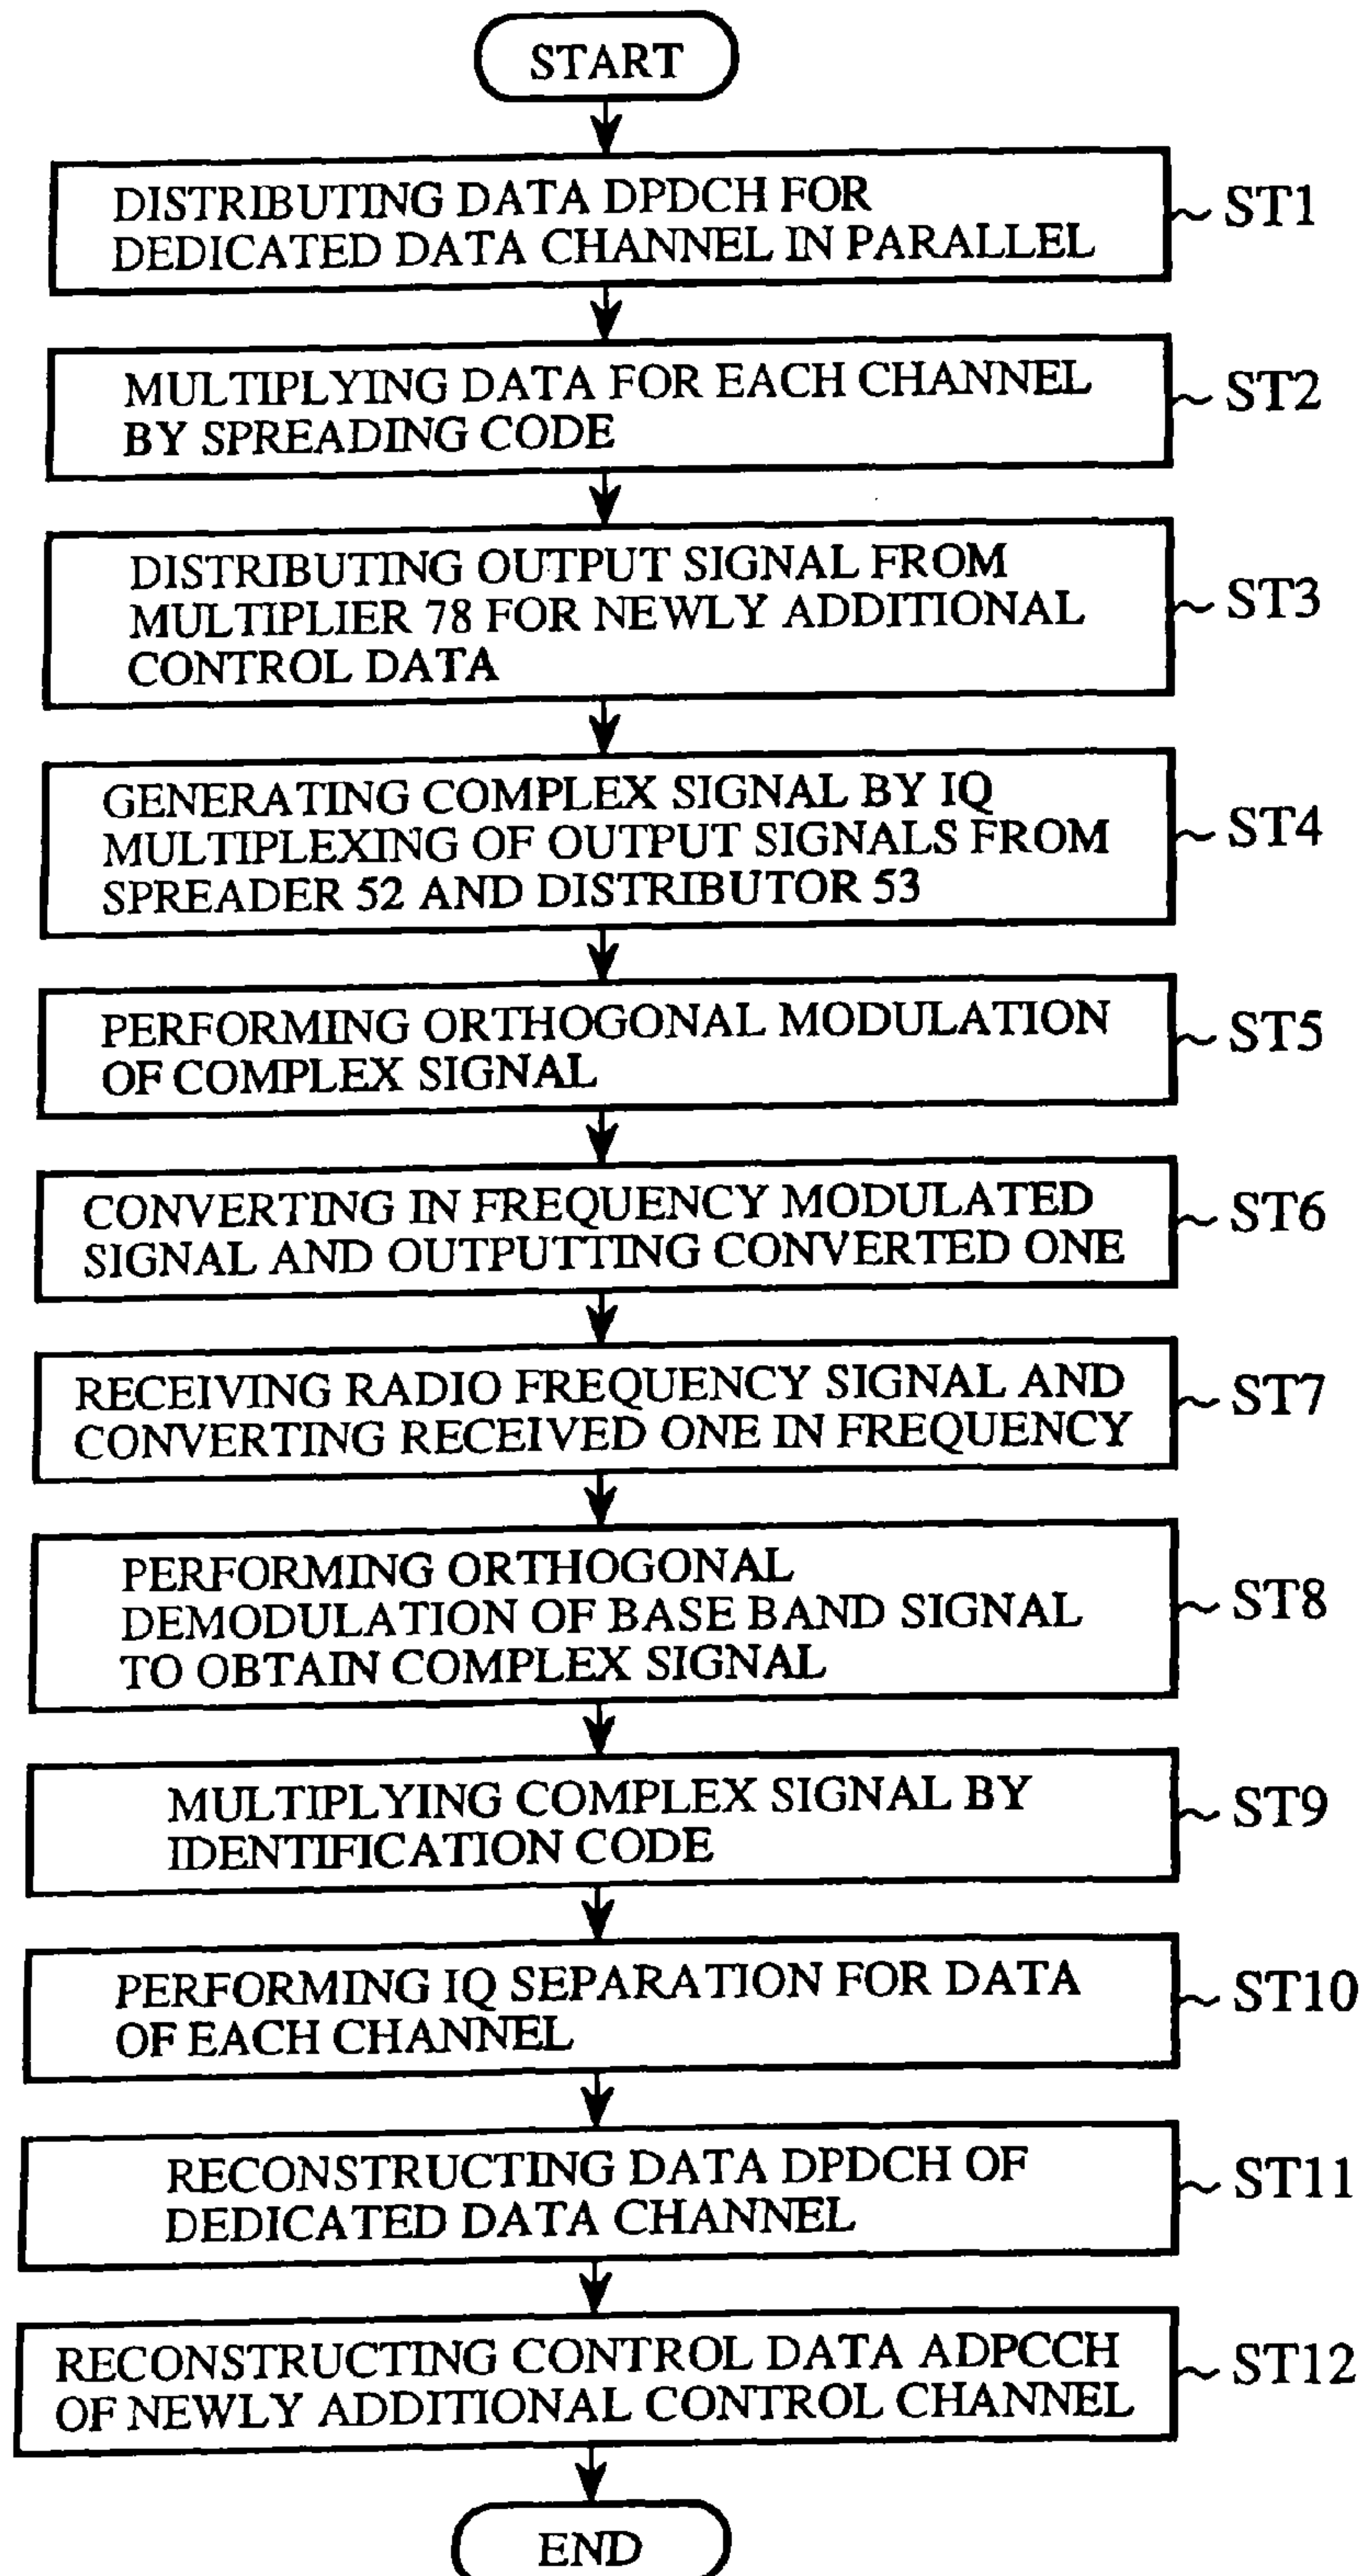 START
DISTRIBUTING DATA DPDCH FOR
DEDICATED DATA CHANNEL IN PARALLEL
ST1
MULTIPLYING DATA FOR EACH CHANNEL
BY SPREADING CODE
ST2
DISTRIBUTING OUTPUT SIGNAL FROM
MULTIPLIER 78 FOR NEWLY ADDITIONAL
CONTROL DATA
ST3
GENERATING COMPLEX SIGNAL BY IQ
MULTIPLEXING OF OUTPUT SIGNALS FROM
SPREADER 52 AND DISTRIBUTOR 53
ST4
PERFORMING ORTHOGONAL MODULATION
OF COMPLEX SIGNAL
ST5
CONVERTING IN FREQUENCY MODULATED
SIGNAL AND OUTPUTTING CONVERTED ONE
ST6
RECEIVING RADIO FREQUENCY SIGNAL AND
CONVERTING RECEIVED ONE IN FREQUENCY
ST7
PERFORMING ORTHOGONAL
DEMODULATION OF BASE BAND SIGNAL
TO OBTAIN COMPLEX SIGNAL
ST8
MULTIPLYING COMPLEX SIGNAL BY
IDENTIFICATION CODE
ST9
PERFORMING IQ SEPARATION FOR DATA
OF EACH CHANNEL
ST10
RECONSTRUCTING DATA DPDCH OF
DEDICATED DATA CHANNEL
ST11
RECONSTRUCTING CONTROL DATA ADPCCH
OF NEWLY ADDITIONAL CONTROL CHANNEL
ST12
END